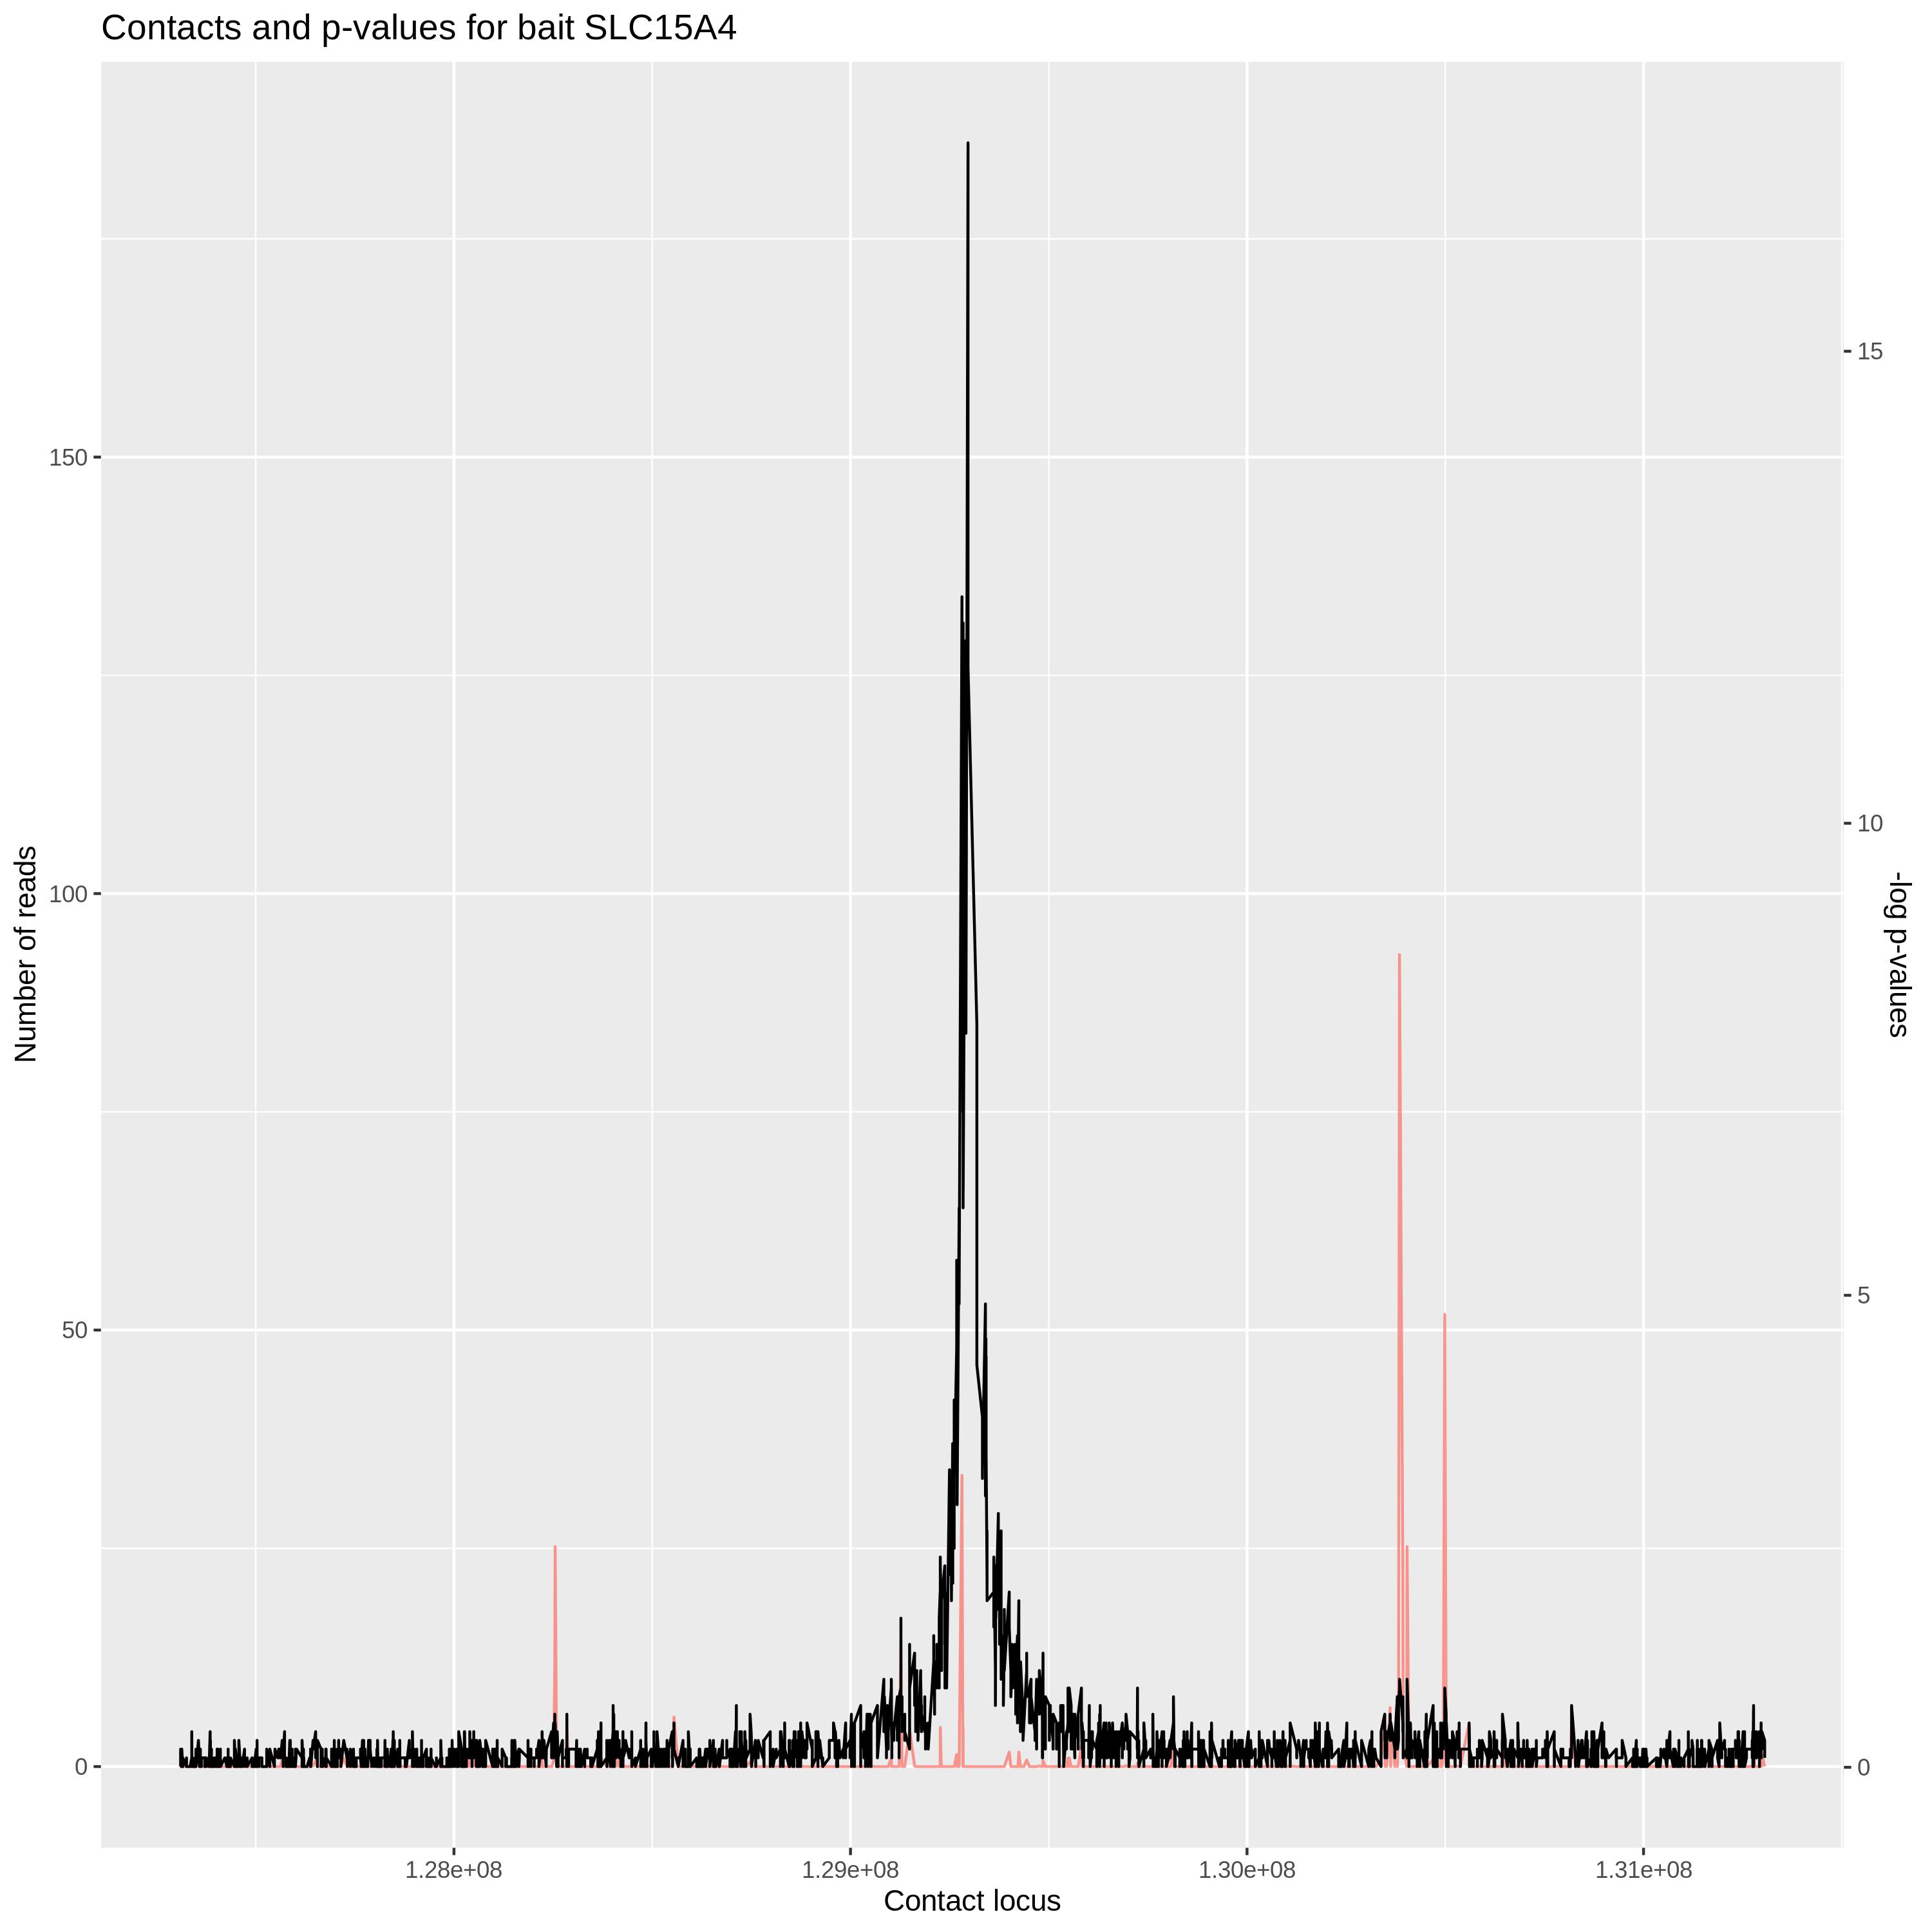 Contacts and p-values for bait SLC15A4
150
100
50
0
Number of reads
15
10
5
0
-log p-values
1.28e+08 1.29e+08 1.30e+08 1.31e+08
Contact locus